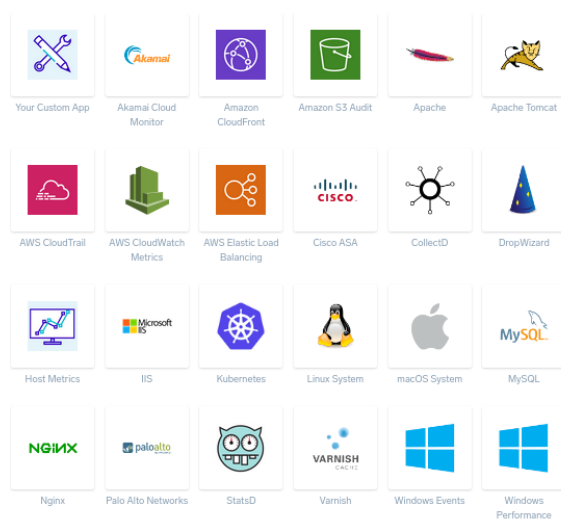 Akamai
Your Custom App
Akamai Cloud
Monitor
Amazon
CloudFront
Amazon S3 Audit
Apache
Apache Tomcat
CISCO
AWS CloudTrail
AWS CloudWatch
Metrics
AWS Elastic Load
Balancing
Cisco ASA
CollectD
DropWizard
Microsoft
IIS
MySQL
Host Metrics
IIS
Kubernetes
Linux System
macOS System
MySQL
NGINX
paloalto
VARNISH
CACHE
Nginx
Palo Alto Networks
StatsD
Varnish
Windows Events
Windows
Performance